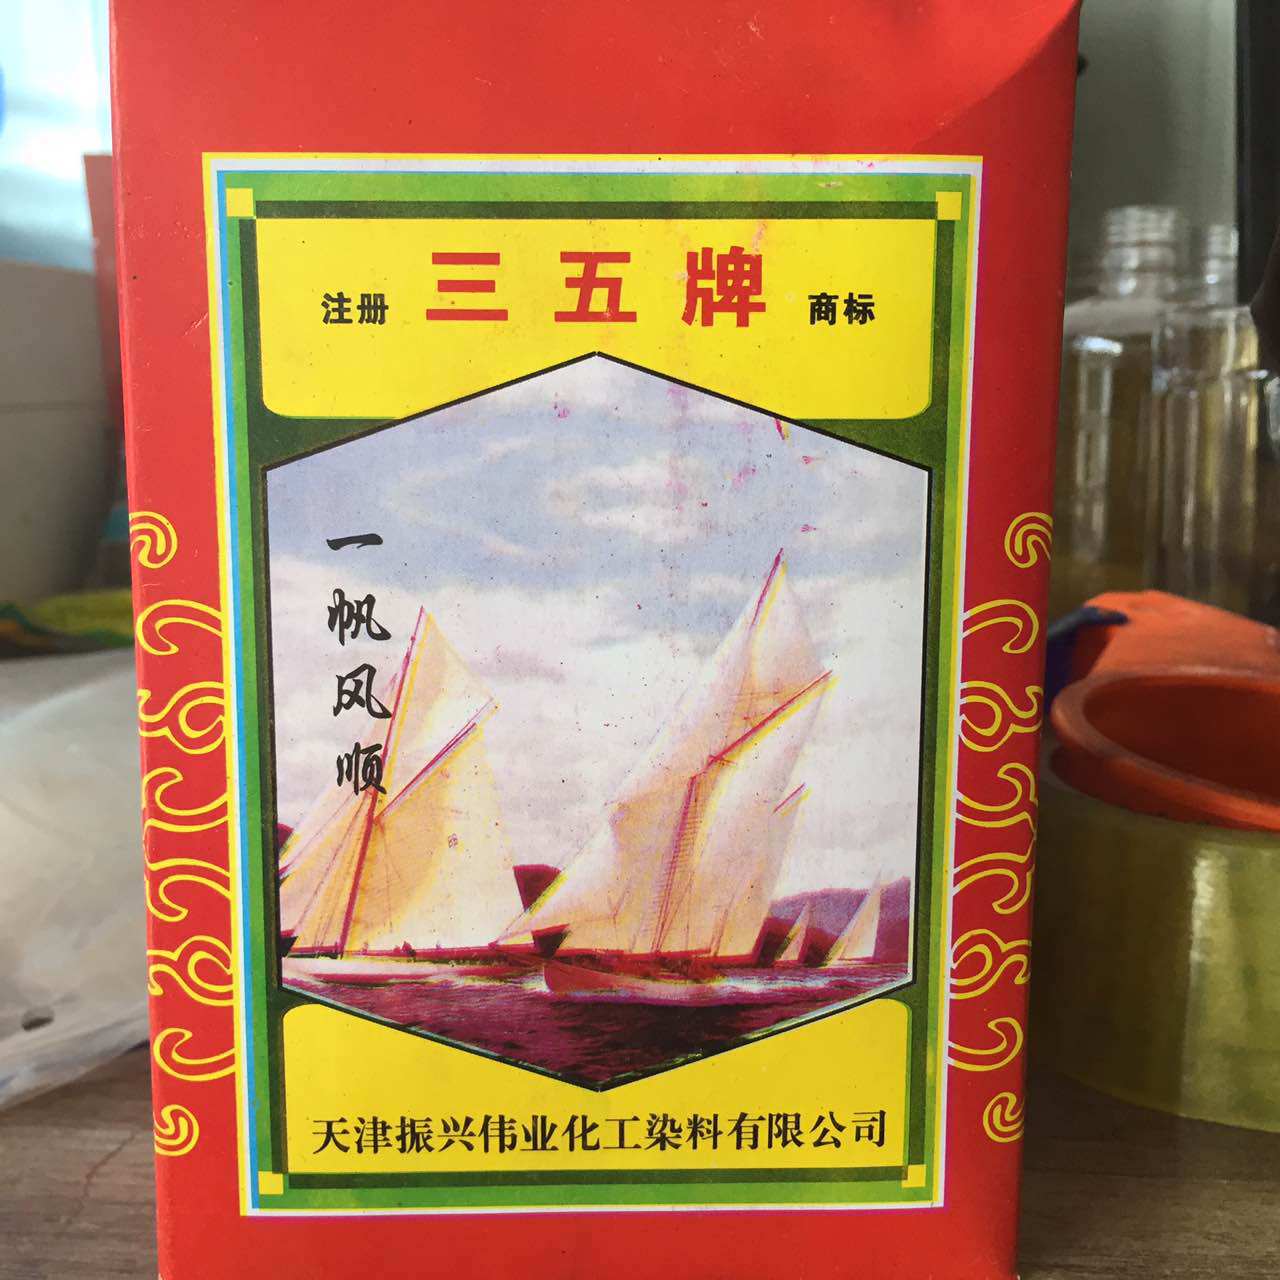 注册 三五牌 商标
一帆风顺
天津振兴伟业化工染料有限公司